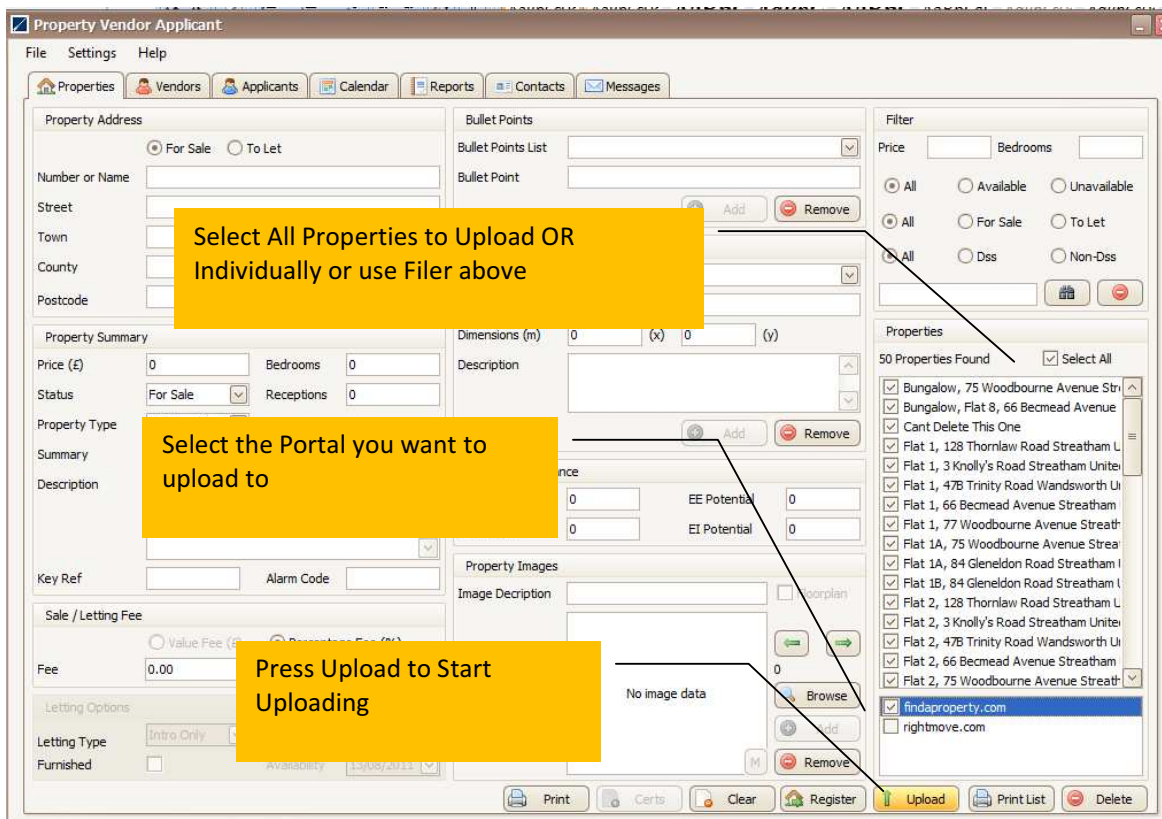 Property Vendor Applicant
File Settings Help
Properties Vendors Applicants Calendar Reports Contacts Messages
Property Address
For Sale To Let
Number or Name
Street
Town
County
Postcode
Property Summary
Price (£) 0 Bedrooms 0
Status For Sale Receptions 0
Property Type
Summary
Description
Key Ref Alarm Code
Sale / Letting Fee
Value Fee
Fee 0.00
Letting Options
Letting Type Intro Only
Furnished Availability 15/08/2011
Bullet Points
Bullet Points List
Bullet Point
Add Remove
Dimensions (m) 0 (x) 0 (y)
Description
Add Remove
0 EE Potential 0
0 EI Potential 0
Property Images
Image Decription Floorplan
0
No image data
Browse
Add
M Remove
Filter
Price Bedrooms
All Available Unavailable
All For Sale To Let
All Dss Non-Dss
Properties
50 Properties Found Select All
Bungalow, 75 Woodbourne Avenue Str
Bungalow, Flat 8, 66 Becmead Avenue
Cant Delete This One
Flat 1, 128 Thornlaw Road Streatham U
Flat 1, 3 Knolly's Road Streatham Unite
Flat 1, 47B Trinity Road Wandsworth U
Flat 1, 66 Becmead Avenue Streatham
Flat 1, 77 Woodbourne Avenue Streath
Flat 1A, 75 Woodbourne Avenue Strea
Flat 1A, 84 Gleneldon Road Streatham
Flat 1B, 84 Gleneldon Road Streatham
Flat 2, 128 Thornlaw Road Streatham U
Flat 2, 3 Knolly's Road Streatham Unite
Flat 2, 47B Trinity Road Wandsworth U
Flat 2, 66 Becmead Avenue Streatham
Flat 2, 75 Woodbourne Avenue Streath
findaproperty.com
rightmove.com
Print Certs Clear Register Upload Print List Delete
Select All Properties to Upload OR
Individually or use Filer above
Select the Portal you want to
upload to
Press Upload to Start
Uploading